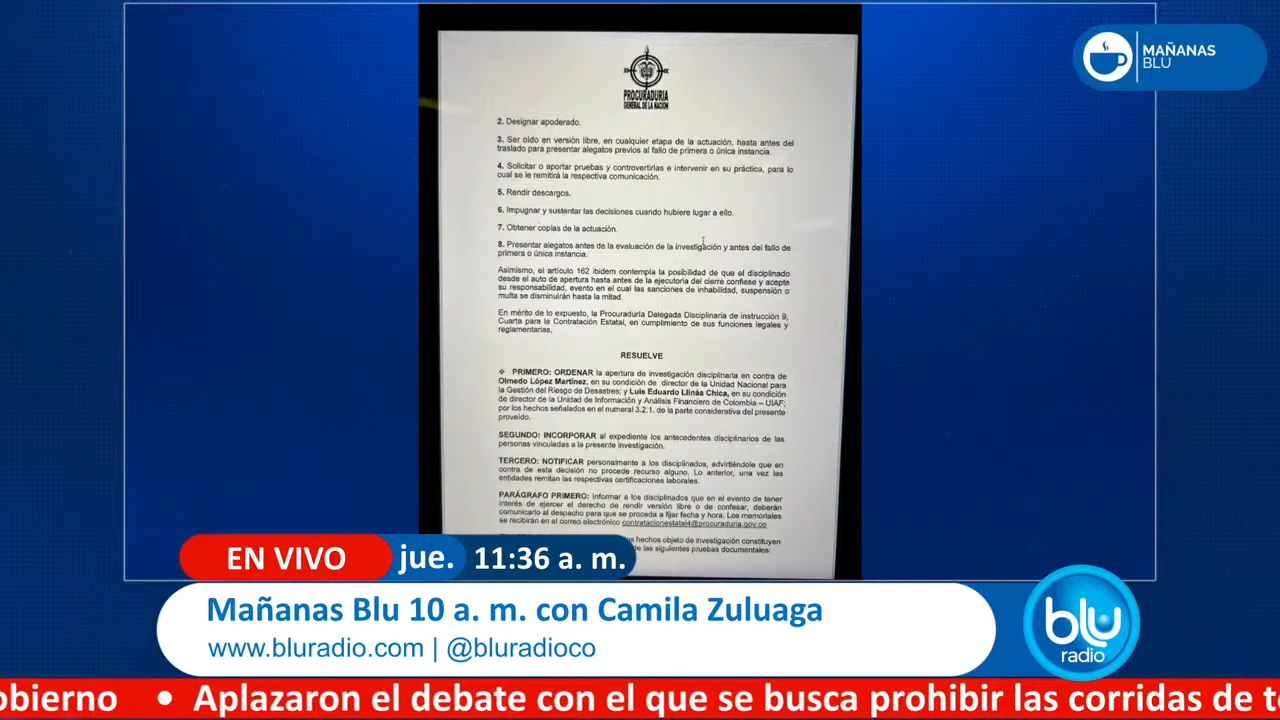 MAÑANAS
BLU
PROCURADURIA
GENERAL DE LA NACION
2. Designar apoderado.
3. Ser oído en versión libre, en cualquier etapa de la actuación, hasta antes del
traslado para presentar alegatos previos al fallo de primera o única instancia.
4. Solicitar o aportar pruebas y controvertirlas e intervenir en su práctica, para lo
cual se le remitirá la respectiva comunicación.
5. Rendir descargos.
6. Impugnar y sustentar las decisiones cuando hubiere lugar a ello.
7. Obtener copias de la actuación.
8. Presentar alegatos antes de la evaluación de la investigación y antes del fallo de
primera o única instancia.
Asimismo, el artículo 162 ibidem contempla la posibilidad de que el disciplinado
desde el auto de apertura hasta antes de la ejecutoria del cierre confiese y acepte
su responsabilidad, evento en el cual las sanciones de inhabilidad, suspensión o
multa se disminuirán hasta la mitad.
En mérito de lo expuesto, la Procuraduría Delegada Disciplinaria de instrucción 9,
Cuarta para la Contratación Estatal, en cumplimiento de sus funciones legales y
reglamentarias,
RESUELVE
❖ PRIMERO: ORDENAR la apertura de investigación disciplinaria en contra de
Olmedo López Martínez, en su condición de director de la Unidad Nacional para
la Gestión del Riesgo de Desastres; y Luis Eduardo Llinás Chica, en su condición
de director de la Unidad de Información y Análisis Financiero de Colombia – UIAF;
por los hechos señalados en el numeral 3.2.1. de la parte considerativa del presente
proveído.
SEGUNDO: INCORPORAR al expediente los antecedentes disciplinarios de las
personas vinculadas a la presente investigación.
TERCERO: NOTIFICAR personalmente a los disciplinados, advirtiéndole que en
contra de esta decisión no procede recurso alguno. Lo anterior, una vez las
entidades remitan las respectivas certificaciones laborales.
PARÁGRAFO PRIMERO: Informar a los disciplinados que en el evento de tener
interés de ejercer el derecho de rendir versión libre o de confesar, deberán
comunicarlo al despacho para que se proceda a fijar fecha y hora. Los memoriales
se recibirán en el correo electrónico contratacionestatal4@procuraduria.gov.co
hechos objeto de investigación constituyen
de las siguientes pruebas documentales:
EN VIVO jue. 11:36 a. m.
Mañanas Blu 10 a. m. con Camila Zuluaga
www.bluradio.com | @bluradioco
blu
radio
obierno • Aplazaron el debate con el que se busca prohibir las corridas de t